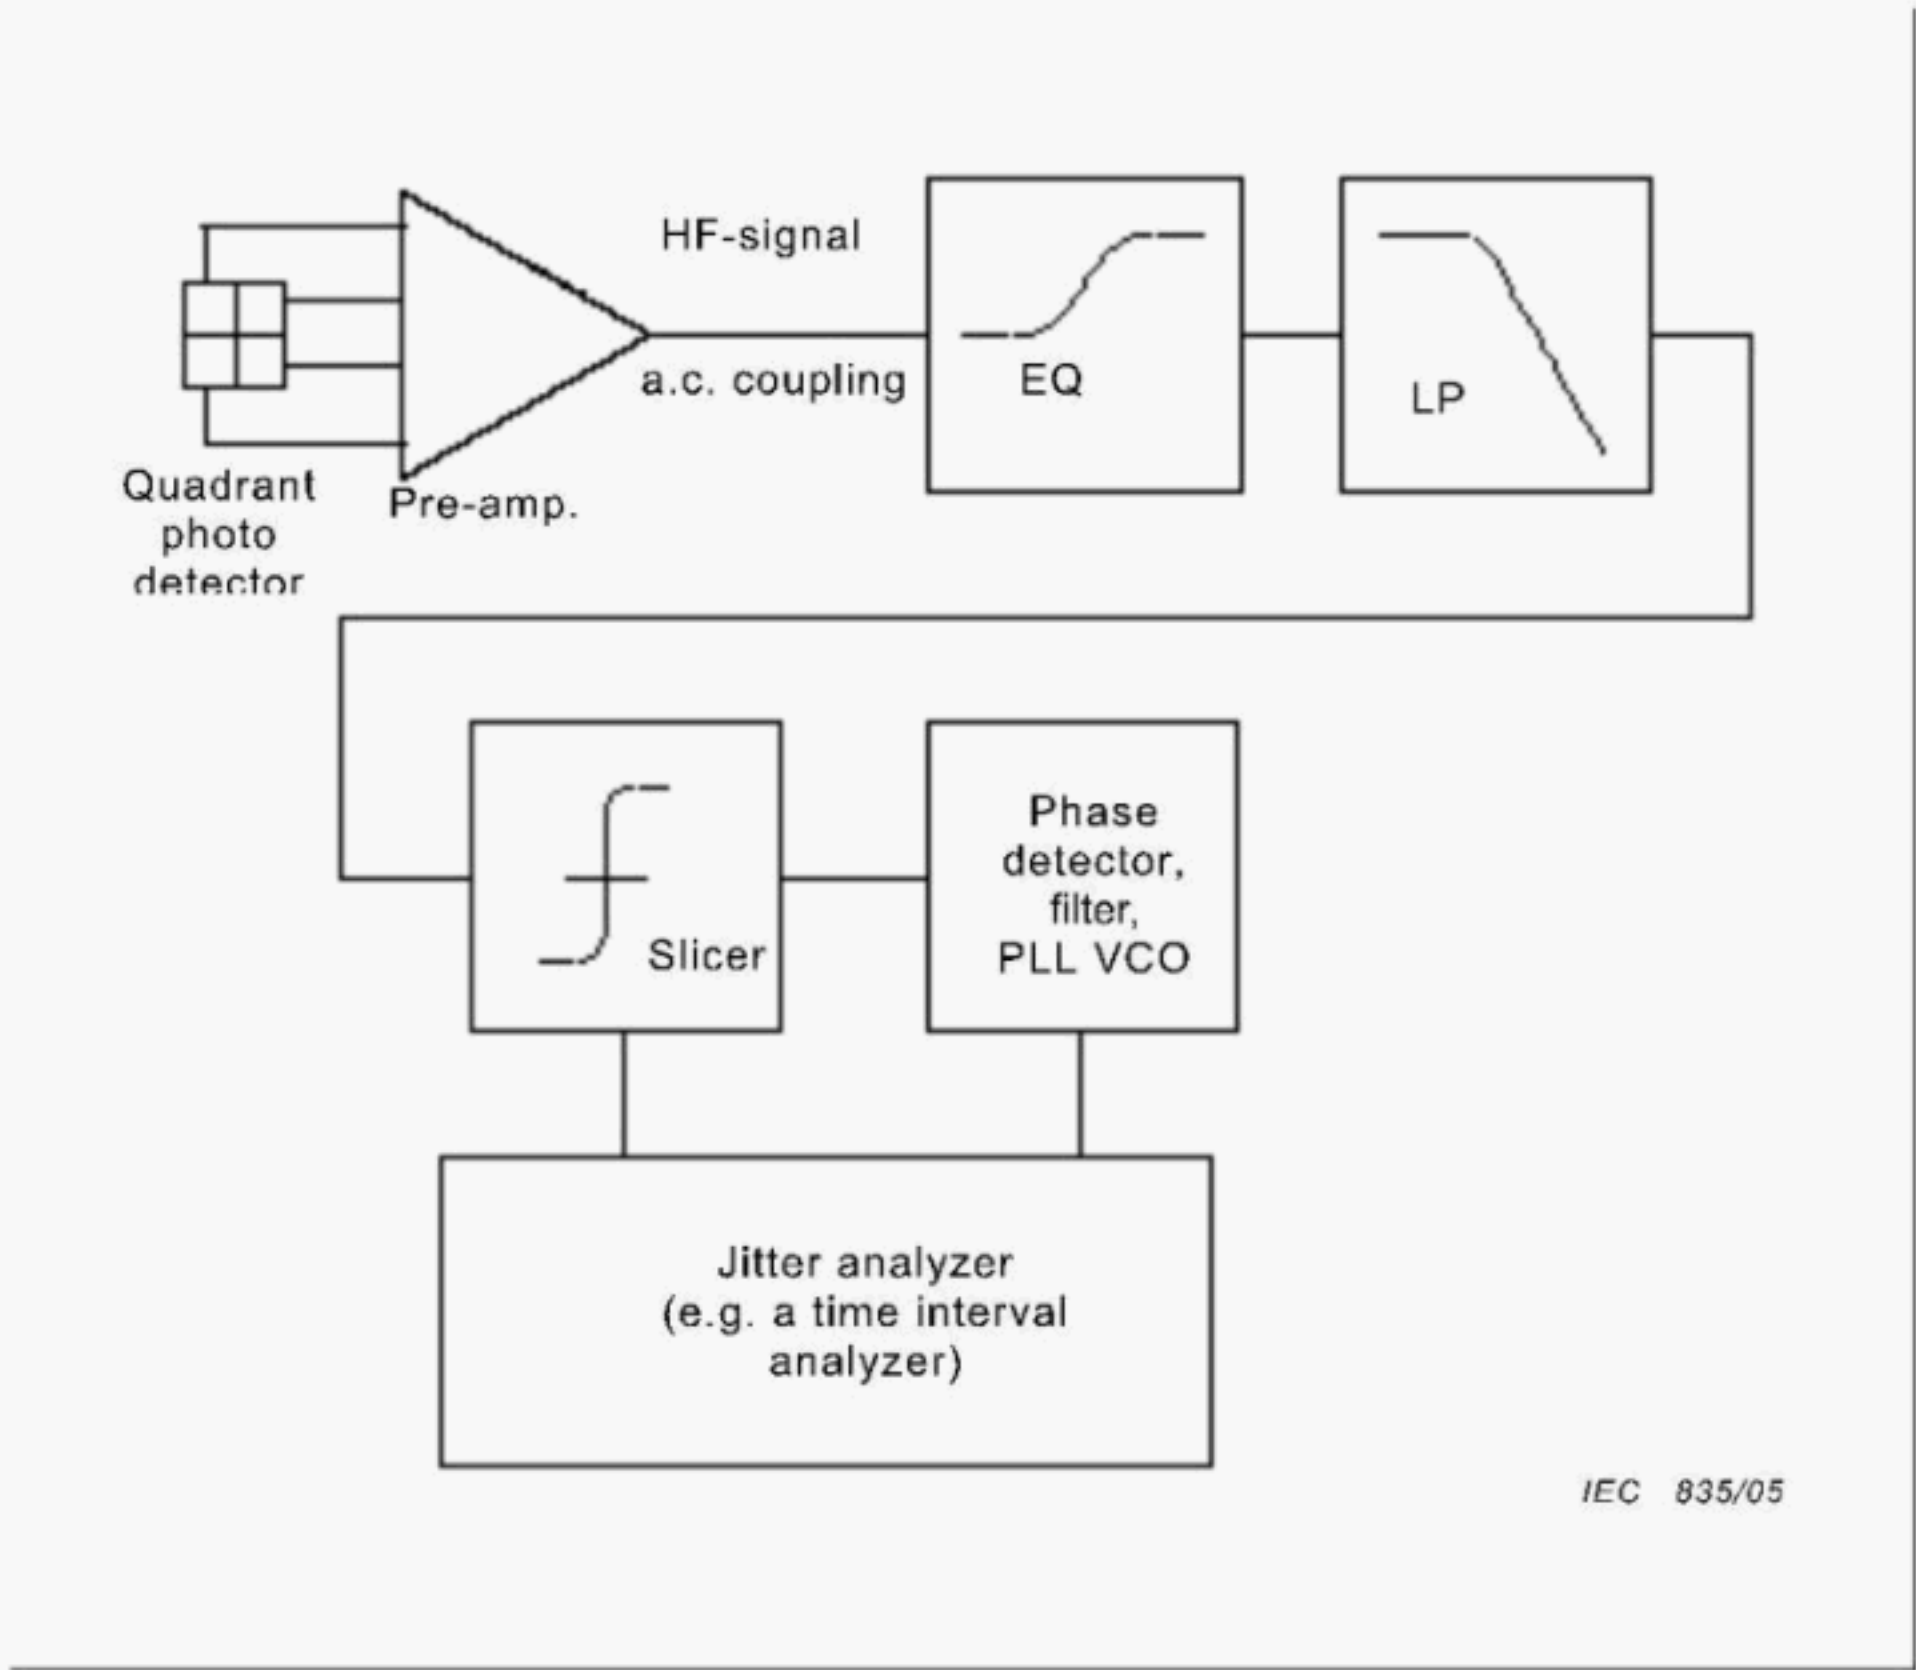 HF-signal
a.c. coupling
EQ
LP
Quadrant
photo
detector
Pre-amp.
Slicer
Phase
detector,
filter,
PLL VCO
Jitter analyzer
(e.g. a time interval
analyzer)
IEC 835/05